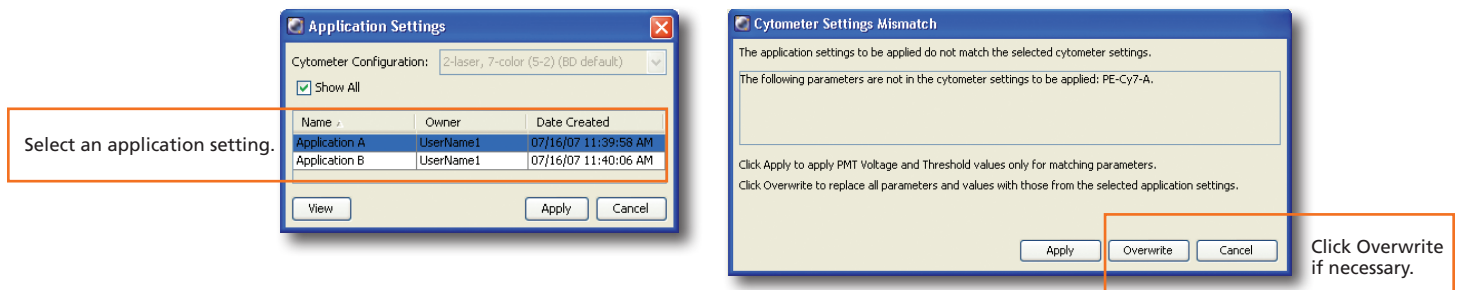 Select an application setting.
Application Settings
Cytometer Configuration: 2-laser, 7-color (5-2) (BD default)
Show All
Name Owner Date Created
Application A UserName1 07/16/07 11:39:58 AM
Application B UserName1 07/16/07 11:40:06 AM
View Apply Cancel
Cytometer Settings Mismatch
The application settings to be applied do not match the selected cytometer settings.
The following parameters are not in the cytometer settings to be applied: PE-Cy7-A.
Click Apply to apply PMT Voltage and Threshold values only for matching parameters.
Click Overwrite to replace all parameters and values with those from the selected application settings.
Apply Overwrite Cancel
Click Overwrite
if necessary.